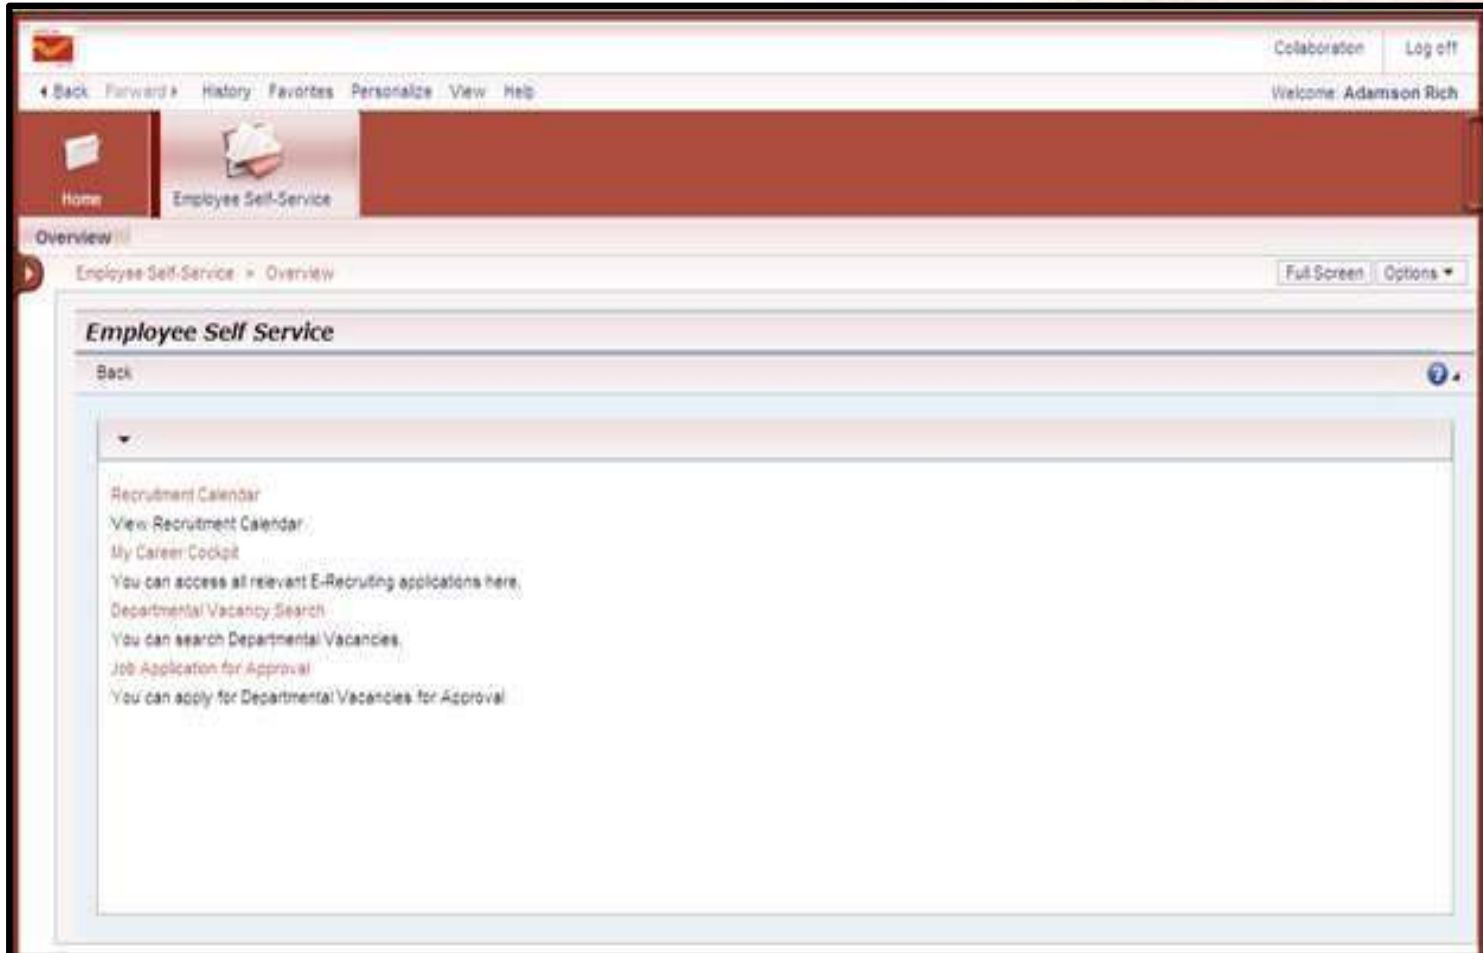 Collaboration Log off
Back Forward History Favorites Personalize View Help Welcome: Adamson Rich
Home Employee Self-Service
Overview
Employee Self-Service > Overview Full Screen Options
Employee Self Service
Back
Recruitment Calendar
View Recruitment Calendar
My Career Cockpit
You can access all relevant E-Recruiting applications here.
Departmental Vacancy Search
You can search Departmental Vacancies.
Job Application for Approval
You can apply for Departmental Vacancies for Approval